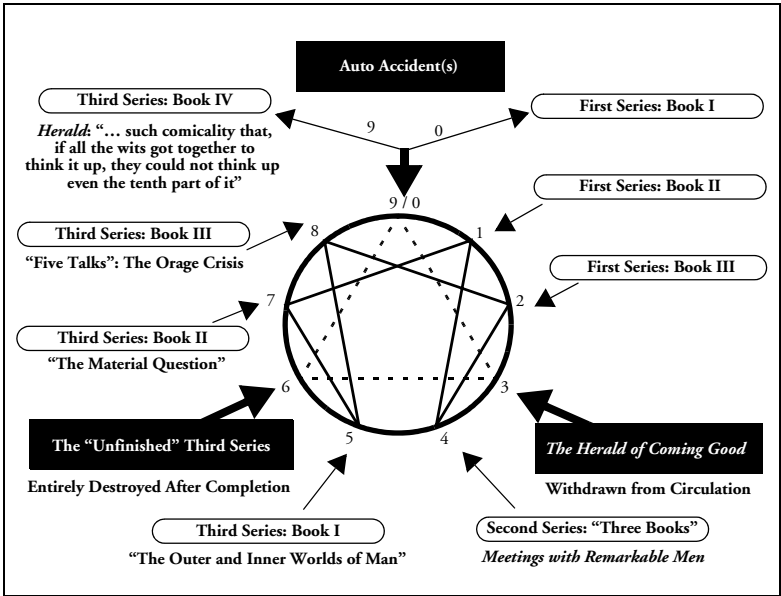 Auto Accident(s)
Third Series: Book IV
First Series: Book I
9
0
Herald: “… such comicality that,
if all the wits got together to
think it up, they could not think up
even the tenth part of it”
First Series: Book II
9 / 0
Third Series: Book III
8
1
“Five Talks”: The Orage Crisis
First Series: Book III
7
2
Third Series: Book II
“The Material Question”
6
3
The “Unfinished” Third Series
The Herald of Coming Good
5
4
Entirely Destroyed After Completion
Withdrawn from Circulation
Third Series: Book I
Second Series: “Three Books”
“The Outer and Inner Worlds of Man”
Meetings with Remarkable Men